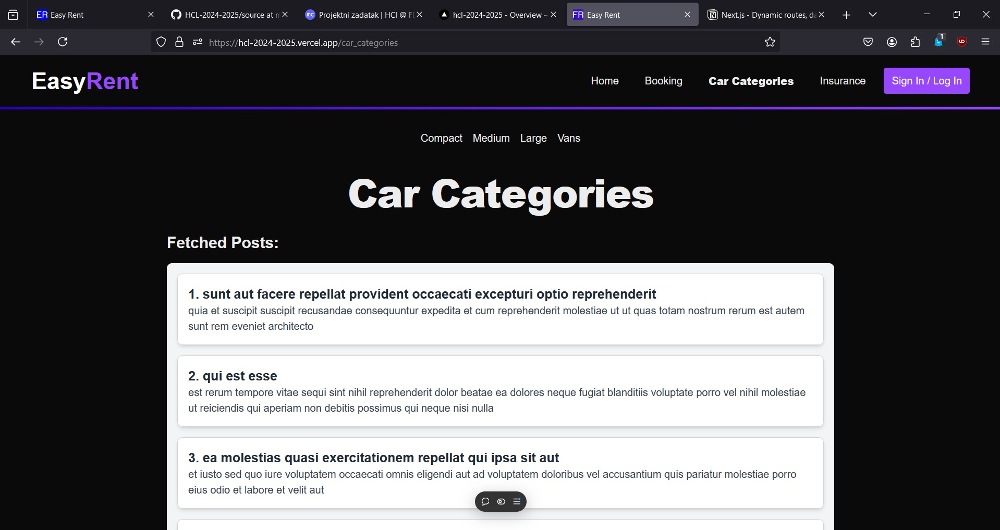 ER Easy Rent
HCL-2024-2025/source at m
mc Projektni zadatak | HCI @ FE
hcl-2024-2025 - Overview –
FR Easy Rent
Next.js - Dynamic routes, da
https://hcl-2024-2025.vercel.app/car_categories
1
EasyRent
Home Booking Car Categories Insurance Sign In / Log In
Compact Medium Large Vans
Car Categories
Fetched Posts:
1. sunt aut facere repellat provident occaecati excepturi optio reprehenderit
quia et suscipit suscipit recusandae consequuntur expedita et cum reprehenderit molestiae ut ut quas totam nostrum rerum est autem
sunt rem eveniet architecto
2. qui est esse
est rerum tempore vitae sequi sint nihil reprehenderit dolor beatae ea dolores neque fugiat blanditiis voluptate porro vel nihil molestiae
ut reiciendis qui aperiam non debitis possimus qui neque nisi nulla
3. ea molestias quasi exercitationem repellat qui ipsa sit aut
et iusto sed quo iure voluptatem occaecati omnis eligendi aut ad voluptatem doloribus vel accusantium quis pariatur molestiae porro
eius odio et labore et velit aut